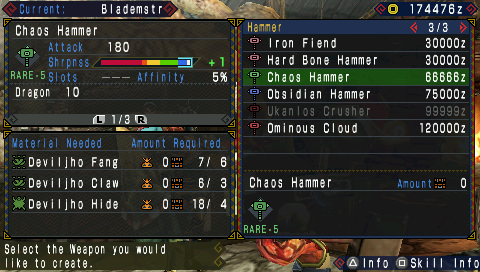 Current: Blademstr
174476z
Chaos Hammer
Attack 180
Shrpnss +1
RARE-5 Slots --- Affinity 5%
Dragon 10
L 1/3 R
Material Needed Amount Required
Deviljho Fang 0 7/ 6
Deviljho Claw 0 6/ 3
Deviljho Hide 0 18/ 4
Hammer 3/3
Iron Fiend 30000z
Hard Bone Hammer 30000z
Chaos Hammer 66666z
Obsidian Hammer 75000z
Ukanlos Crusher 99999z
Ominous Cloud 120000z
Chaos Hammer Amount 0
RARE-5
Select the Weapon you would
like to create.
Info Skill Info